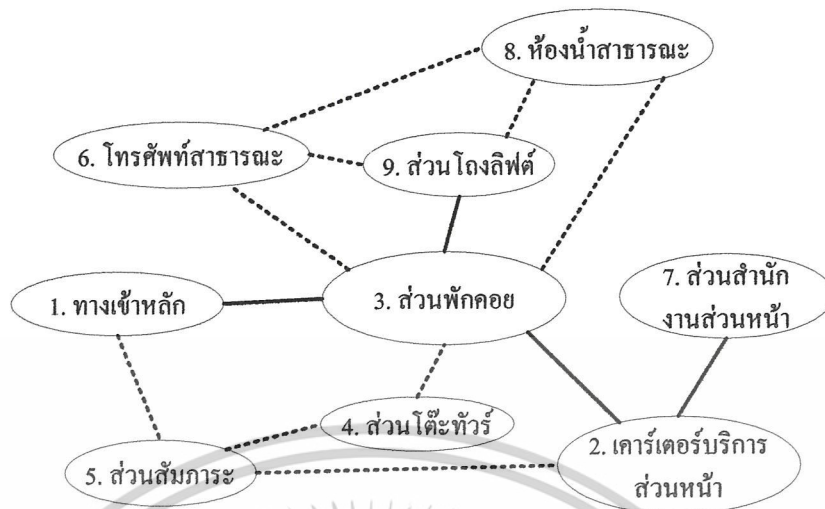 8. ห้องน้ำสาธารณะ
6. โทรศัพท์สาธารณะ
9. ส่วนโถงลิฟต์
7. ส่วนสำนัก
งานส่วนหน้า
1. ทางเข้าหลัก
3. ส่วนพักคอย
4. ส่วนโต๊ะทัวร์
2. เคาร์เตอร์บริการ
ส่วนหน้า
5. ส่วนสัมภาระ